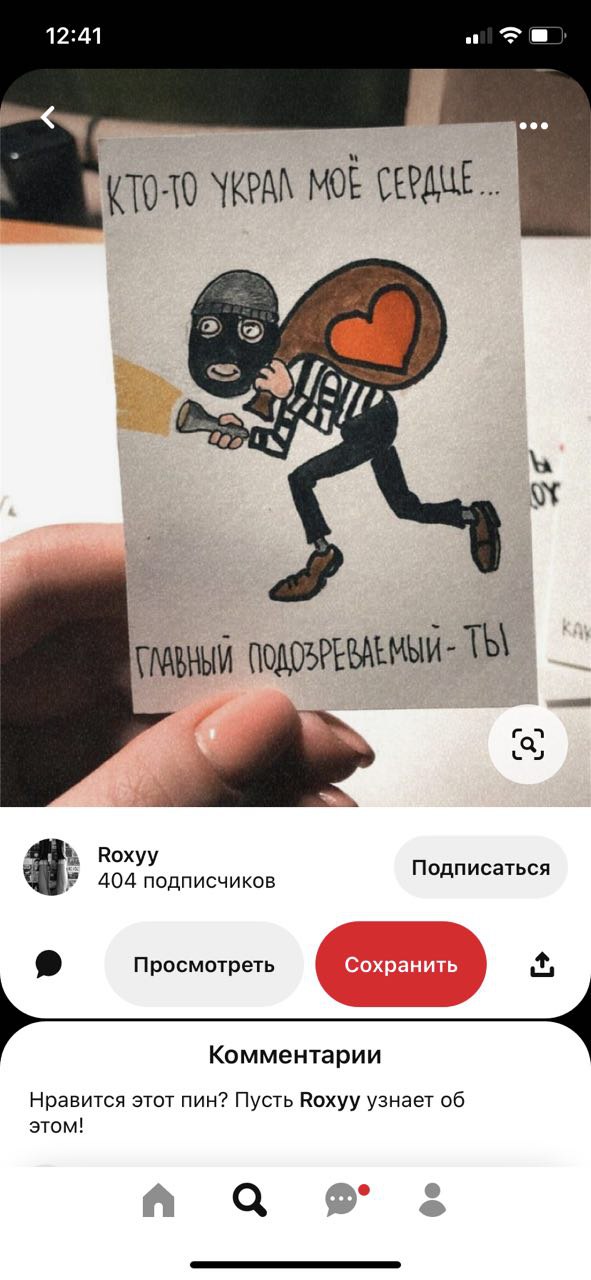 12:41
КТО-ТО УКРАЛ МОЁ СЕРДЦЕ...
ГЛАВНЫЙ ПОДОЗРЕВАЕМЫЙ - ТЫ
КАК
Roxyy
404 подписчиков
Подписаться
Просмотреть
Сохранить
Комментарии
Нравится этот пин? Пусть Roxyy узнает об
этом!